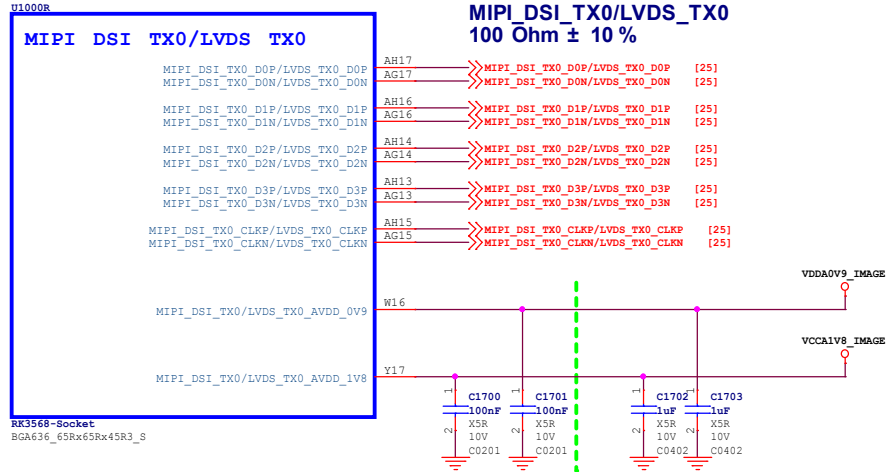 U1000R
MIPI DSI TX0/LVDS TX0
MIPI_DSI_TX0/LVDS_TX0
100 Ohm ± 10 %
MIPI_DSI_TX0_D0P/LVDS_TX0_D0P AH17 MIPI_DSI_TX0_D0P/LVDS_TX0_D0P [25]
MIPI_DSI_TX0_D0N/LVDS_TX0_D0N AG17 MIPI_DSI_TX0_D0N/LVDS_TX0_D0N [25]
MIPI_DSI_TX0_D1P/LVDS_TX0_D1P AH16 MIPI_DSI_TX0_D1P/LVDS_TX0_D1P [25]
MIPI_DSI_TX0_D1N/LVDS_TX0_D1N AG16 MIPI_DSI_TX0_D1N/LVDS_TX0_D1N [25]
MIPI_DSI_TX0_D2P/LVDS_TX0_D2P AH14 MIPI_DSI_TX0_D2P/LVDS_TX0_D2P [25]
MIPI_DSI_TX0_D2N/LVDS_TX0_D2N AG14 MIPI_DSI_TX0_D2N/LVDS_TX0_D2N [25]
MIPI_DSI_TX0_D3P/LVDS_TX0_D3P AH13 MIPI_DSI_TX0_D3P/LVDS_TX0_D3P [25]
MIPI_DSI_TX0_D3N/LVDS_TX0_D3N AG13 MIPI_DSI_TX0_D3N/LVDS_TX0_D3N [25]
MIPI_DSI_TX0_CLKP/LVDS_TX0_CLKP AH15 MIPI_DSI_TX0_CLKP/LVDS_TX0_CLKP [25]
MIPI_DSI_TX0_CLKN/LVDS_TX0_CLKN AG15 MIPI_DSI_TX0_CLKN/LVDS_TX0_CLKN [25]
VDDA0V9_IMAGE
MIPI_DSI_TX0/LVDS_TX0_AVDD_0V9 W16
VCCA1V8_IMAGE
MIPI_DSI_TX0/LVDS_TX0_AVDD_1V8 Y17
1 C1700 1 C1701 1 C1702 1 C1703
100nF 100nF 1uF 1uF
RK3568-Socket 2 X5R 2 X5R 2 X5R 2 X5R
BGA636_65Rx65Rx45R3_S 10V 10V 10V 10V
C0201 C0201 C0402 C0402